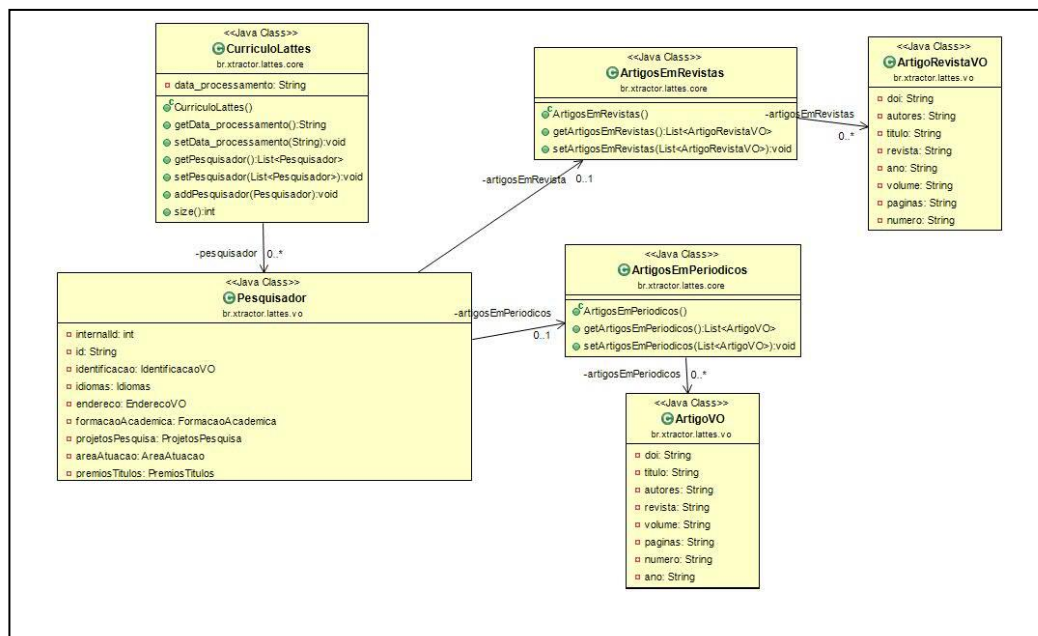 <<Java Class>>
CurriculoLattes
br.xtractor.lattes.core
data_processamento: String
CurriculoLattes()
getData_processamento():String
setData_processamento(String):void
getPesquisador():List<Pesquisador>
setPesquisador(List<Pesquisador>):void
addPesquisador(Pesquisador):void
size():int
-pesquisador
0..*
<<Java Class>>
Pesquisador
br.xtractor.lattes.vo
internalId: int
id: String
identificacao: IdentificacaoVO
idiomas: Idiomas
endereco: EnderecoVO
formacaoAcademica: FormacaoAcademica
projetosPesquisa: ProjetosPesquisa
areaAtuacao: AreaAtuacao
premiosTitulos: PremiosTitulos
-artigosEmRevista
0..1
<<Java Class>>
ArtigosEmRevistas
br.xtractor.lattes.core
ArtigosEmRevistas()
getArtigosEmRevistas():List<ArtigoRevistaVO>
setArtigosEmRevistas(List<ArtigoRevistaVO>):void
-artigosEmRevistas
0..*
<<Java Class>>
ArtigoRevistaVO
br.xtractor.lattes.vo
doi: String
autores: String
titulo: String
revista: String
ano: String
volume: String
paginas: String
numero: String
-artigosEmPeriodicos
0..1
<<Java Class>>
ArtigosEmPeriodicos
br.xtractor.lattes.core
ArtigosEmPeriodicos()
getArtigosEmPeriodicos():List<ArtigoVO>
setArtigosEmPeriodicos(List<ArtigoVO>):void
-artigosEmPeriodicos
0..*
<<Java Class>>
ArtigoVO
br.xtractor.lattes.vo
doi: String
titulo: String
autores: String
revista: String
volume: String
paginas: String
numero: String
ano: String